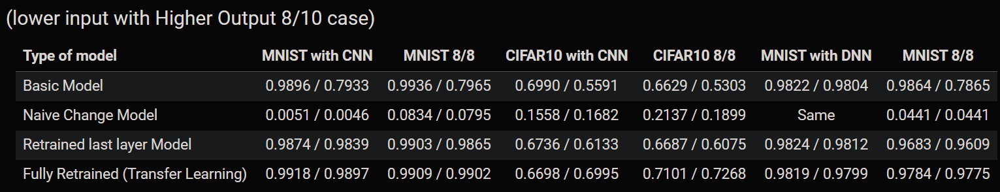 (lower input with Higher Output 8/10 case)
Type of model MNIST with CNN MNIST 8/8 CIFAR10 with CNN CIFAR10 8/8 MNIST with DNN MNIST 8/8
Basic Model 0.9896 / 0.7933 0.9936 / 0.7965 0.6990 / 0.5591 0.6629 / 0.5303 0.9822 / 0.9804 0.9864 / 0.7865
Naive Change Model 0.0051 / 0.0046 0.0834 / 0.0795 0.1558 / 0.1682 0.2137 / 0.1899 Same 0.0441 / 0.0441
Retrained last layer Model 0.9874 / 0.9839 0.9903 / 0.9865 0.6736 / 0.6133 0.6687 / 0.6075 0.9824 / 0.9812 0.9683 / 0.9609
Fully Retrained (Transfer Learning) 0.9918 / 0.9897 0.9909 / 0.9902 0.6698 / 0.6995 0.7101 / 0.7268 0.9819 / 0.9799 0.9784 / 0.9775